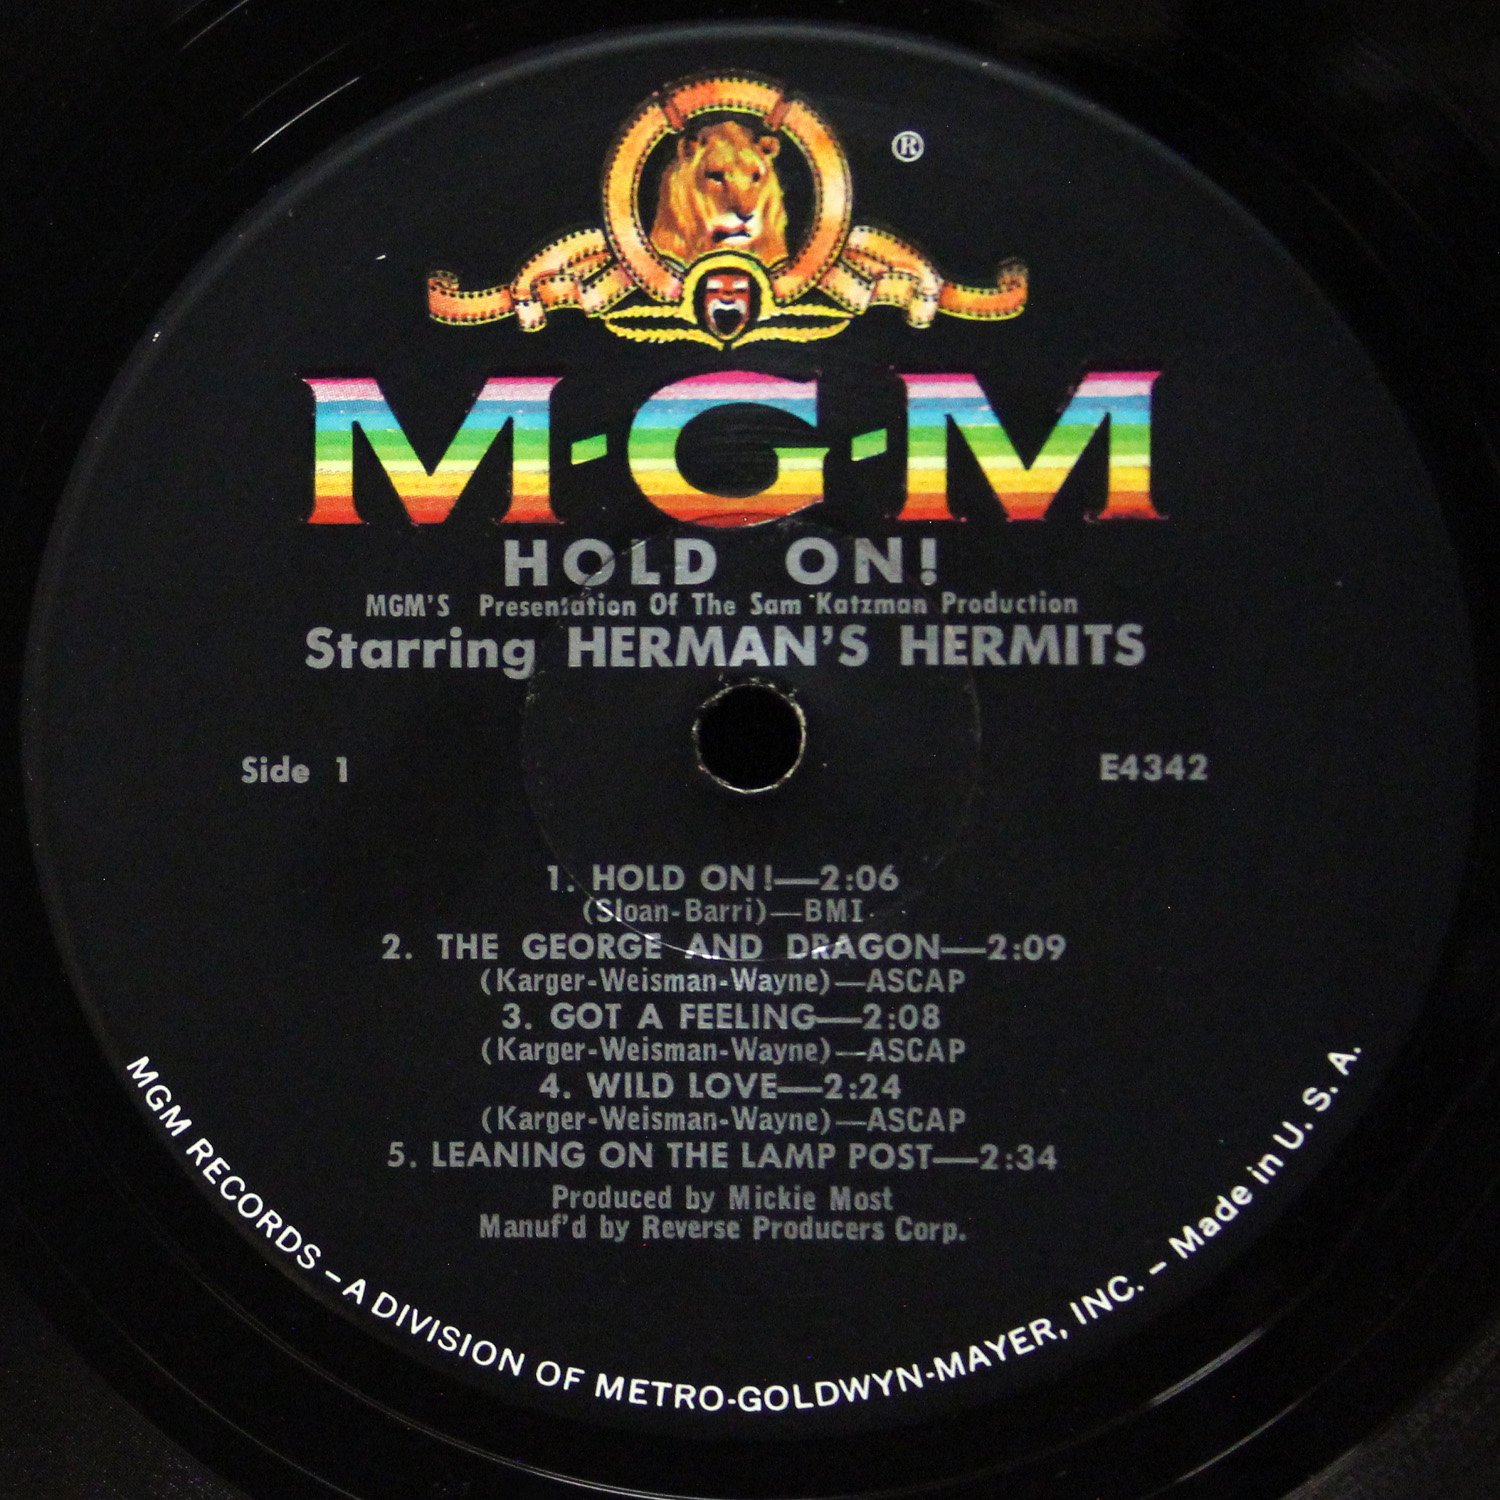 ®
M-G-M
HOLD ON!
MGM'S Presentation Of The Sam Katzman Production
Starring HERMAN'S HERMITS
Side 1
E4342
1. HOLD ON!—2:06
(Sloan-Barri)—BMI
2. THE GEORGE AND DRAGON—2:09
(Karger-Weisman-Wayne)—ASCAP
3. GOT A FEELING—2:08
(Karger-Weisman-Wayne)—ASCAP
4. WILD LOVE—2:24
(Karger-Weisman-Wayne)—ASCAP
5. LEANING ON THE LAMP POST—2:34
Produced by Mickie Most
Manuf'd by Reverse Producers Corp.
MGM RECORDS – A DIVISION OF METRO-GOLDWYN-MAYER, INC. – Made in U. S. A.